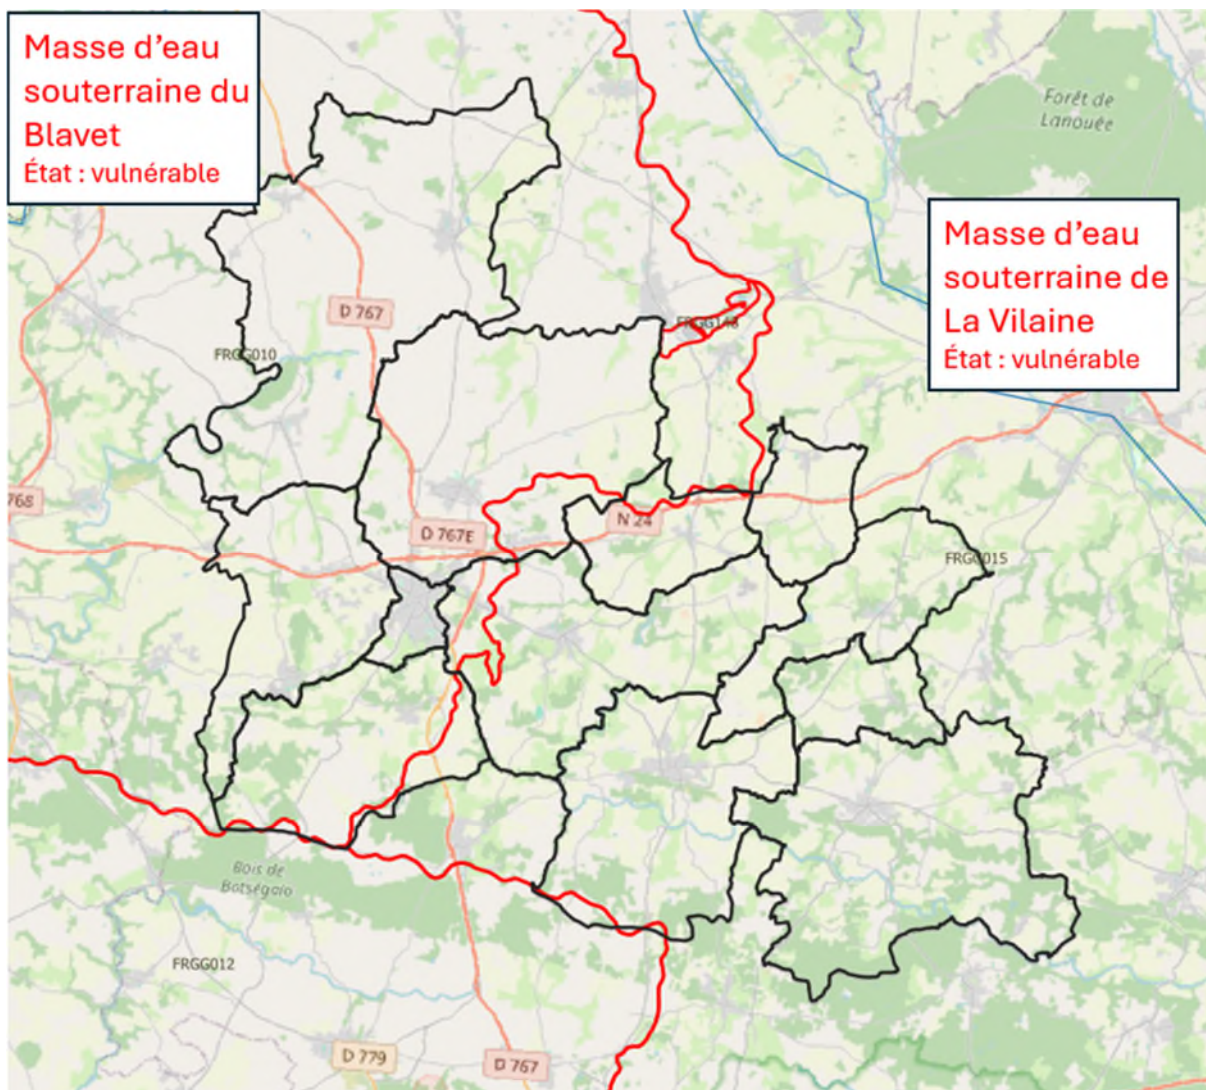 Masse d'eau
souterraine du
Blavet
État : vulnérable
Forêt de
Lanouée
Masse d'eau
souterraine de
La Vilaine
État : vulnérable
D 767
FRGG148
FRGG010
768
D 767E
N 24
FRGG015
Bois de
Botségalo
FRGG012
D 779
D 767